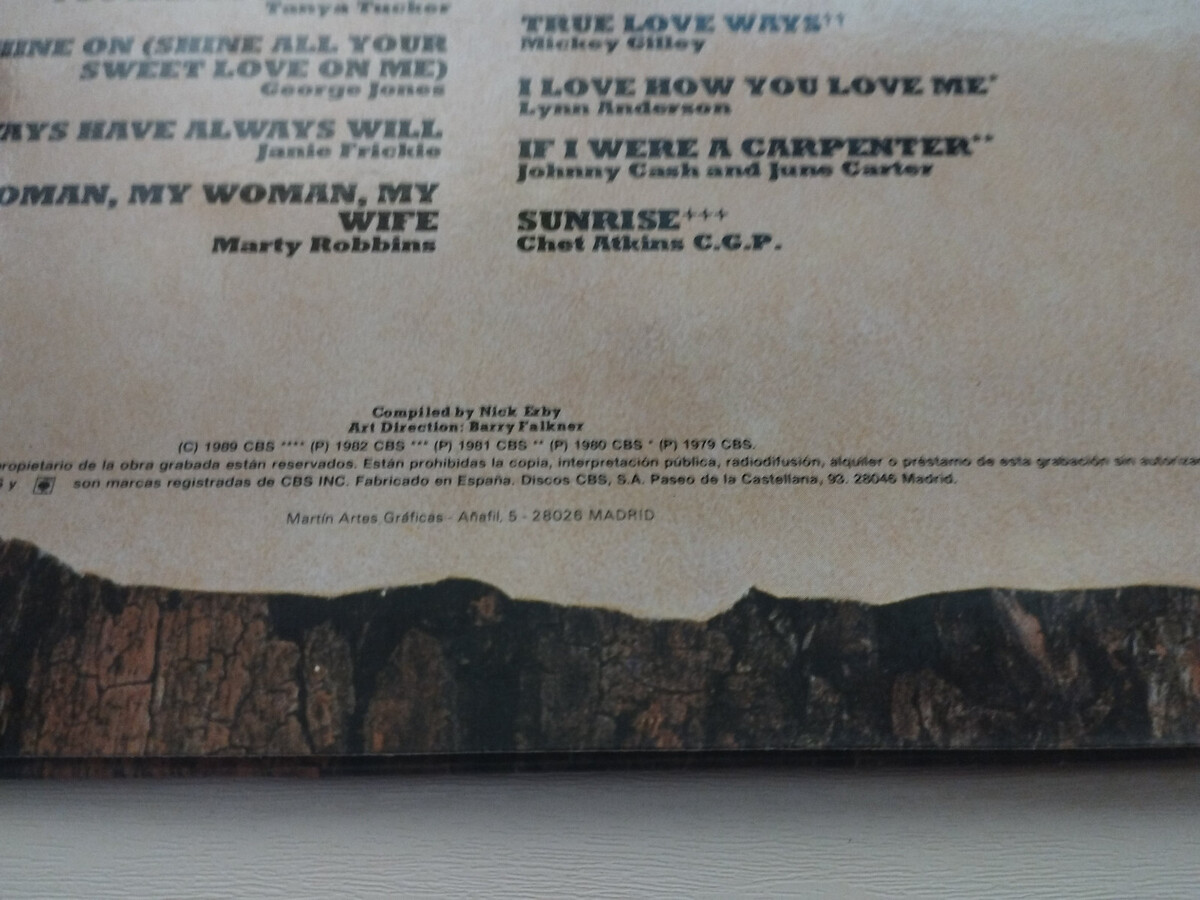 Tanya Tucker
HINE ON (SHINE ALL YOUR
SWEET LOVE ON ME)
George Jones
AYS HAVE ALWAYS WILL
Janie Frickie
OMAN, MY WOMAN, MY
WIFE
Marty Robbins
TRUE LOVE WAYS††
Mickey Gilley
I LOVE HOW YOU LOVE ME*
Lynn Anderson
IF I WERE A CARPENTER**
Johnny Cash and June Carter
SUNRISE+++
Chet Atkins C.G.P.
Compiled by Nick Erby
Art Direction: Barry Falkner
(C) 1989 CBS **** (P) 1982 CBS *** (P) 1981 CBS ** (P) 1980 CBS * (P) 1979 CBS.
propietario de la obra grabada están reservados. Están prohibidas la copia, interpretación pública, radiodifusión, alquiler o préstamo de esta grabación sin autoriza
y son marcas registradas de CBS INC. Fabricado en España. Discos CBS, S.A. Paseo de la Castellana, 93. 28046 Madrid.
Martín Artes Gráficas - Añafil, 5 - 28026 MADRID